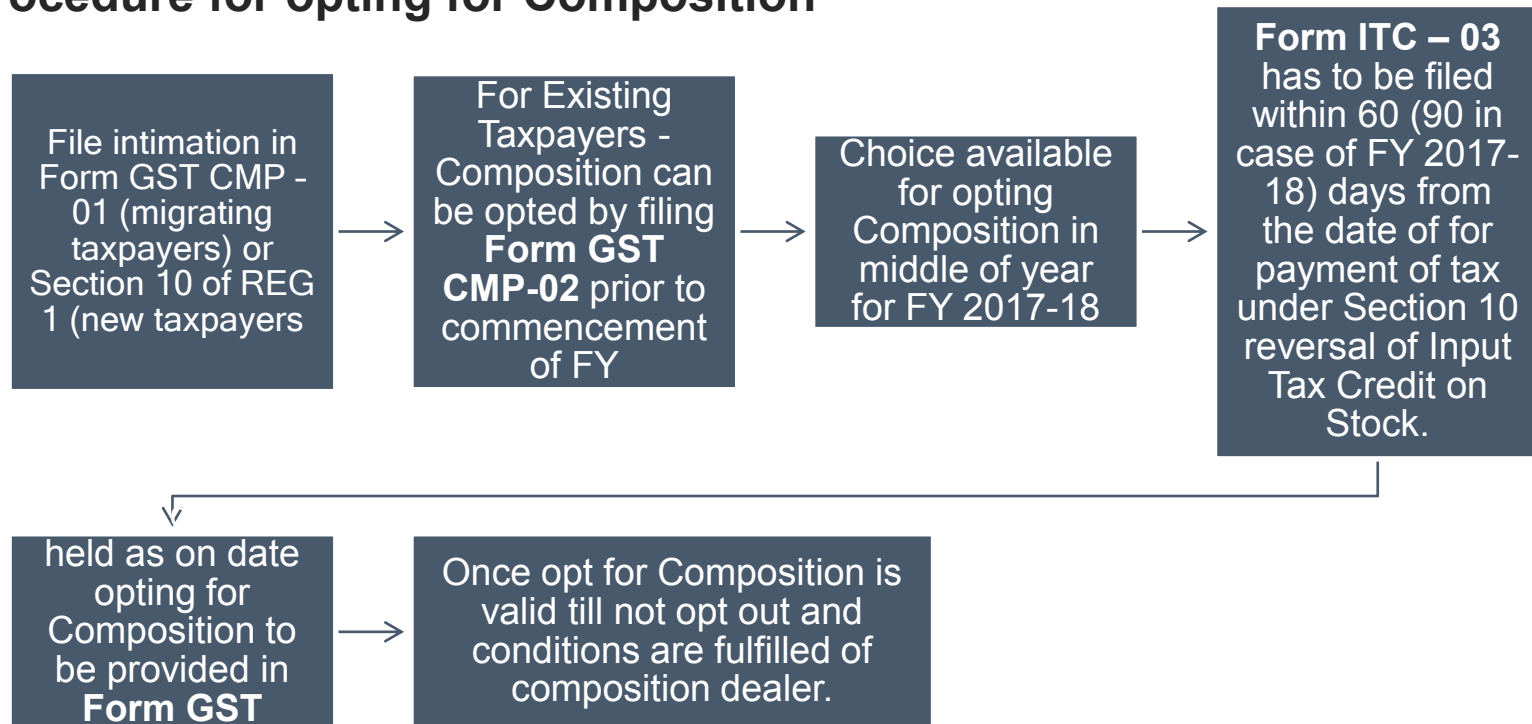 ocedure for opting for Composition
File intimation in
Form GST CMP -
01 (migrating
taxpayers) or
Section 10 of REG
1 (new taxpayers
For Existing
Taxpayers -
Composition can
be opted by filing
Form GST
CMP-02 prior to
commencement
of FY
Choice available
for opting
Composition in
middle of year
for FY 2017-18
Form ITC – 03
has to be filed
within 60 (90 in
case of FY 2017-
18) days from
the date of for
payment of tax
under Section 10
reversal of Input
Tax Credit on
Stock.
held as on date
opting for
Composition to
be provided in
Form GST
Once opt for Composition is
valid till not opt out and
conditions are fulfilled of
composition dealer.